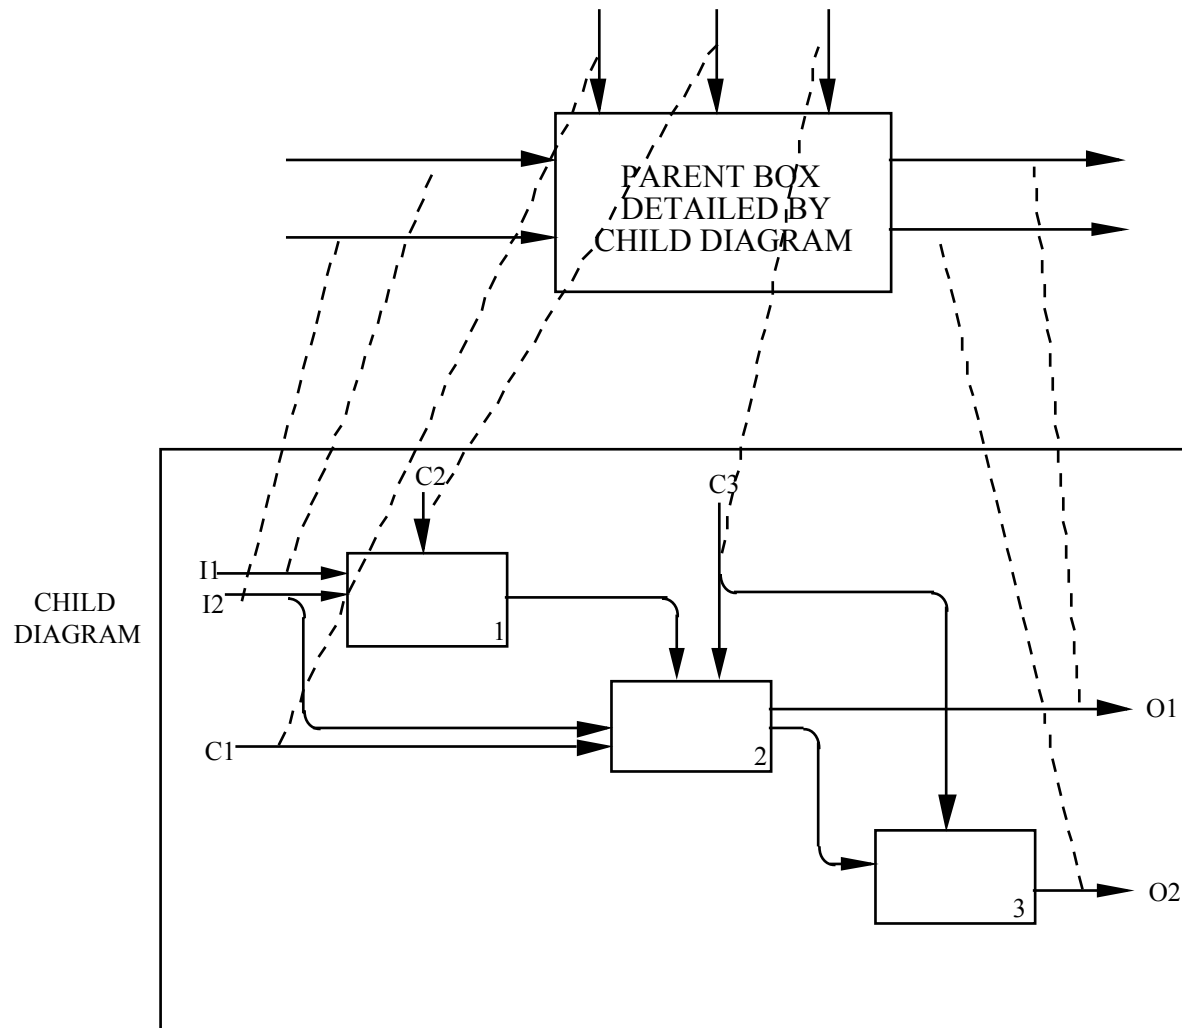 PARENT BOX
DETAILED BY
CHILD DIAGRAM
C2
C3
I1
I2
CHILD
DIAGRAM
1
O1
C1
2
O2
3